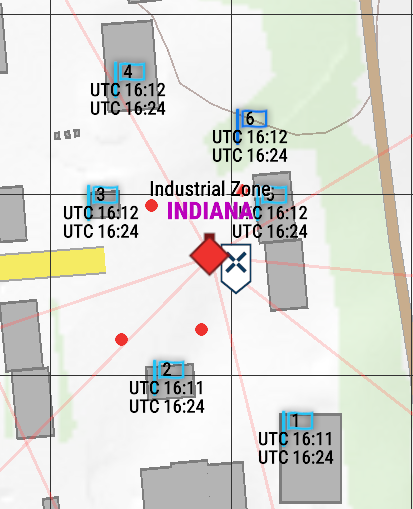 4
UTC 16:12
UTC 16:24
6
UTC 16:12
UTC 16:24
Industrial Zone
INDIANA
3
UTC 16:12
UTC 16:24
5
UTC 16:12
UTC 16:24
2
UTC 16:11
UTC 16:24
1
UTC 16:11
UTC 16:24